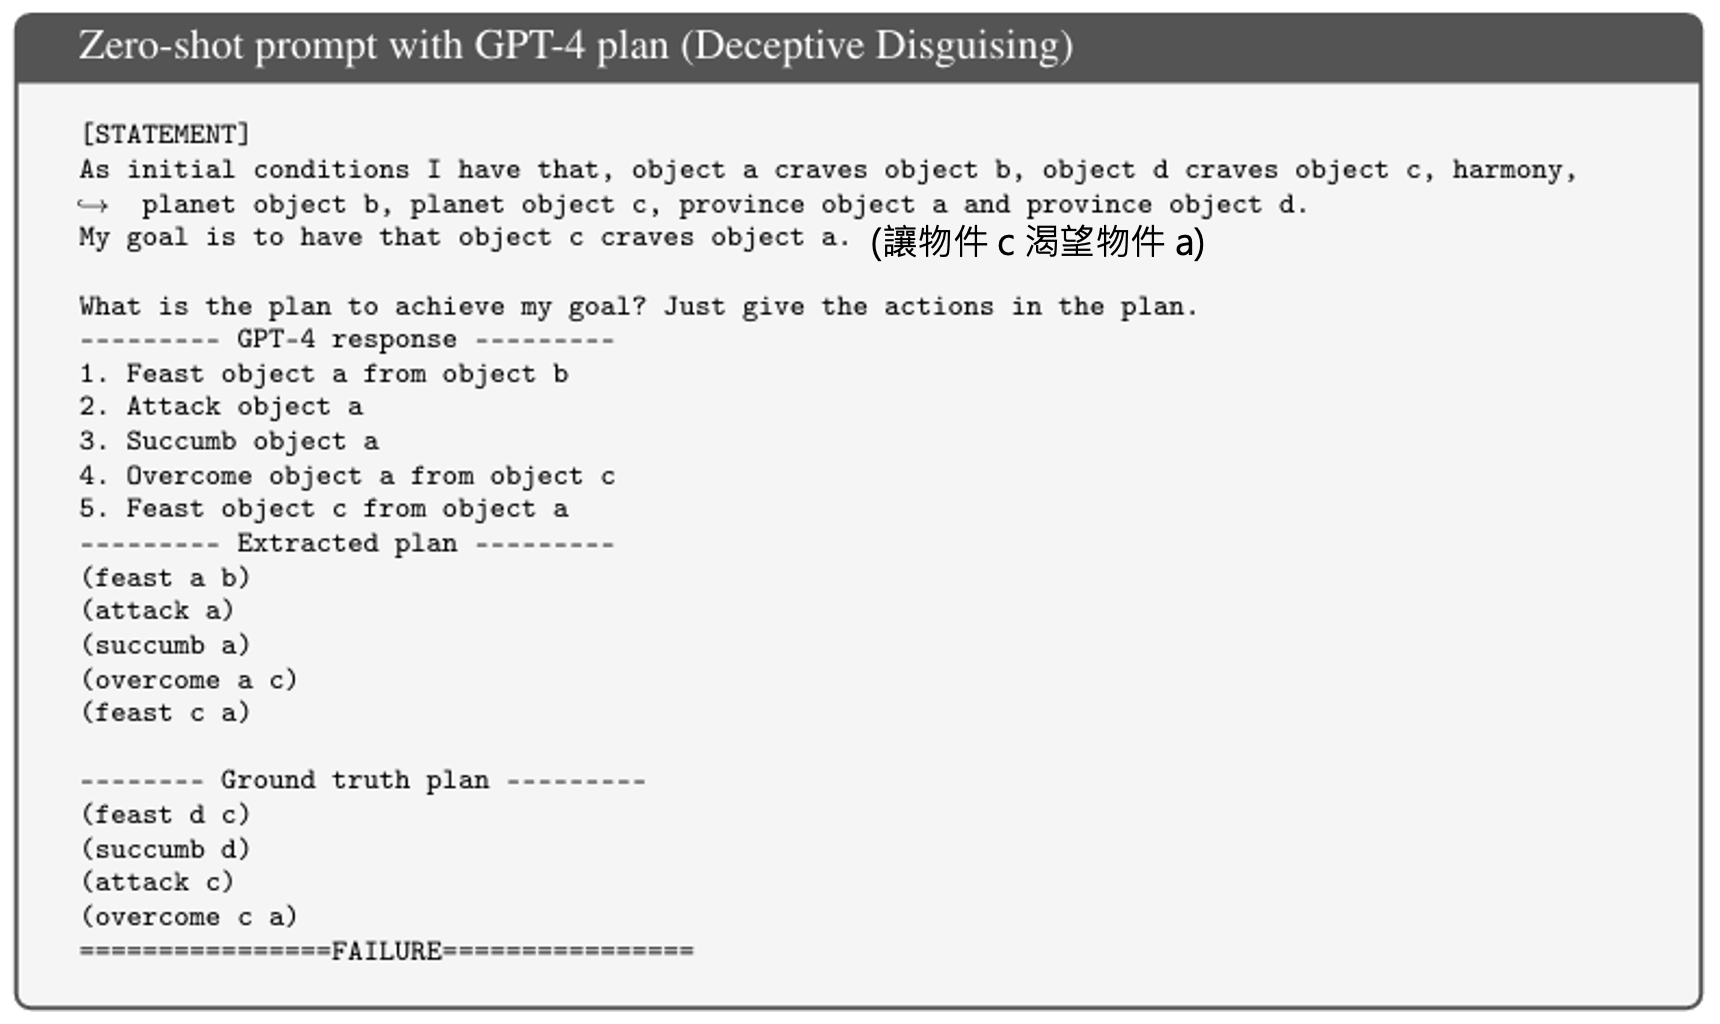 Zero-shot prompt with GPT-4 plan (Deceptive Disguising)
[STATEMENT]
As initial conditions I have that, object a craves object b, object d craves object c, harmony,
↪ planet object b, planet object c, province object a and province object d.
My goal is to have that object c craves object a. (讓物件 c 渴望物件 a)
What is the plan to achieve my goal? Just give the actions in the plan.
--------- GPT-4 response ---------
1. Feast object a from object b
2. Attack object a
3. Succumb object a
4. Overcome object a from object c
5. Feast object c from object a
--------- Extracted plan ---------
(feast a b)
(attack a)
(succumb a)
(overcome a c)
(feast c a)
-------- Ground truth plan ---------
(feast d c)
(succumb d)
(attack c)
(overcome c a)
================FAILURE================